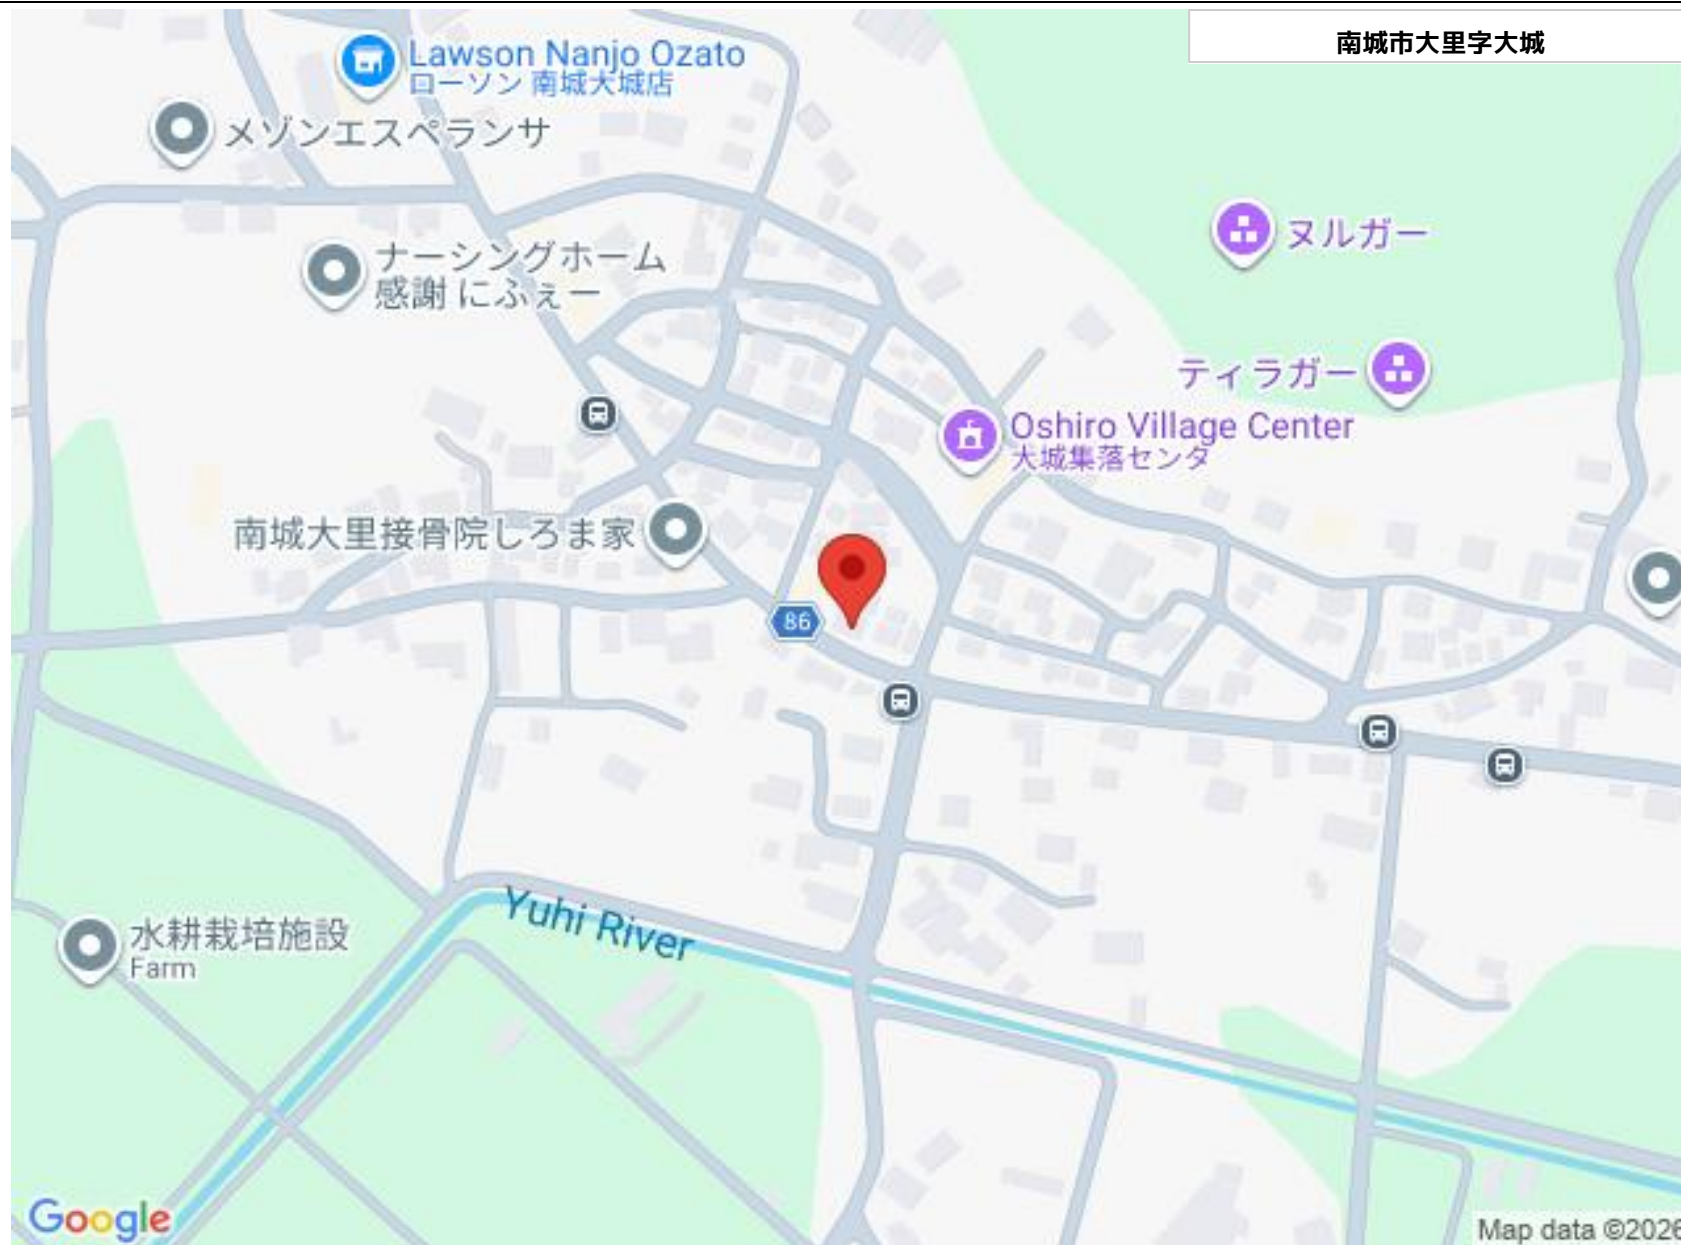 南城市大里字大城
Lawson Nanjo Ozato
ローソン 南城大城店
メゾンエスペランサ
ヌルガー
ナーシングホーム
感謝 にふぇー
ティラガー
Oshiro Village Center
大城集落センタ
南城大里接骨院しろま家
86
Yuhi River
水耕栽培施設
Farm
Google
Map data ©2026